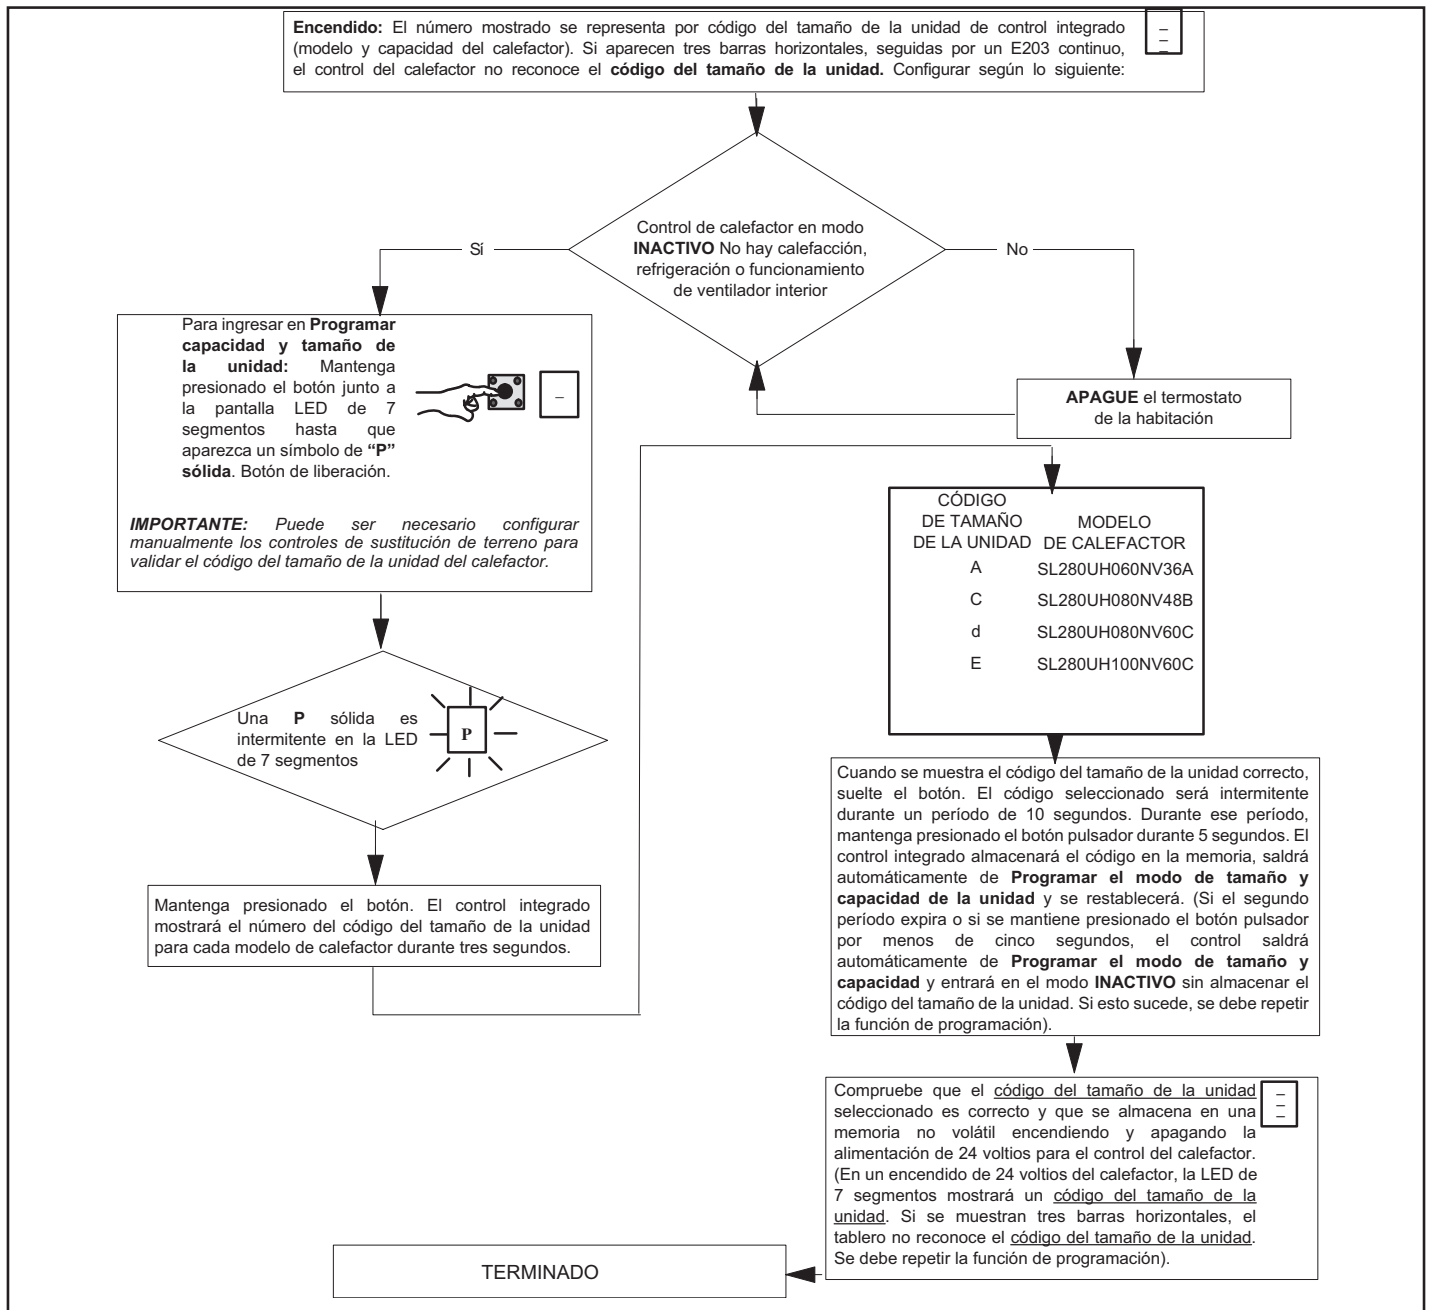 Encendido: El número mostrado se representa por código del tamaño de la unidad de control integrado
(modelo y capacidad del calefactor). Si aparecen tres barras horizontales, seguidas por un E203 continuo,
el control del calefactor no reconoce el código del tamaño de la unidad. Configurar según lo siguiente:
Control de calefactor en modo
INACTIVO No hay calefacción,
refrigeración o funcionamiento
de ventilador interior
Sí
No
Para ingresar en Programar
capacidad y tamaño de
la unidad: Mantenga
presionado el botón junto a
la pantalla LED de 7
segmentos hasta que
aparezca un símbolo de “P”
sólida. Botón de liberación.
IMPORTANTE: Puede ser necesario configurar
manualmente los controles de sustitución de terreno para
validar el código del tamaño de la unidad del calefactor.
APAGUE el termostato
de la habitación
Una P sólida es
intermitente en la LED
de 7 segmentos
P
Mantenga presionado el botón. El control integrado
mostrará el número del código del tamaño de la unidad
para cada modelo de calefactor durante tres segundos.
CÓDIGO
DE TAMAÑO
DE LA UNIDAD
MODELO
DE CALEFACTOR
A SL280UH060NV36A
C SL280UH080NV48B
d SL280UH080NV60C
E SL280UH100NV60C
Cuando se muestra el código del tamaño de la unidad correcto,
suelte el botón. El código seleccionado será intermitente
durante un período de 10 segundos. Durante ese período,
mantenga presionado el botón pulsador durante 5 segundos. El
control integrado almacenará el código en la memoria, saldrá
automáticamente de Programar el modo de tamaño y
capacidad de la unidad y se restablecerá. (Si el segundo
período expira o si se mantiene presionado el botón pulsador
por menos de cinco segundos, el control saldrá
automáticamente de Programar el modo de tamaño y
capacidad y entrará en el modo INACTIVO sin almacenar el
código del tamaño de la unidad. Si esto sucede, se debe repetir
la función de programación).
Compruebe que el código del tamaño de la unidad
seleccionado es correcto y que se almacena en una
memoria no volátil encendiendo y apagando la
alimentación de 24 voltios para el control del calefactor.
(En un encendido de 24 voltios del calefactor, la LED de
7 segmentos mostrará un código del tamaño de la
unidad. Si se muestran tres barras horizontales, el
tablero no reconoce el código del tamaño de la unidad.
Se debe repetir la función de programación).
TERMINADO